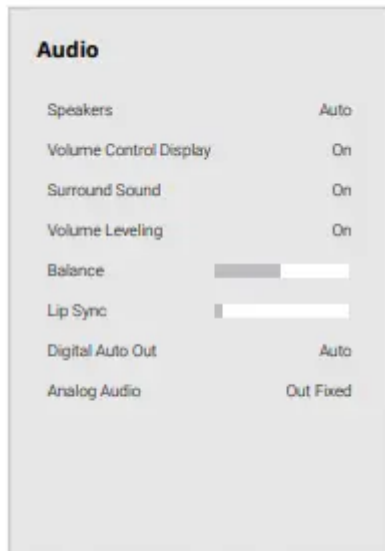 Audio
Speakers Auto
Volume Control Display On
Surround Sound On
Volume Leveling On
Balance
Lip Sync
Digital Auto Out Auto
Analog Audio Out Fixed